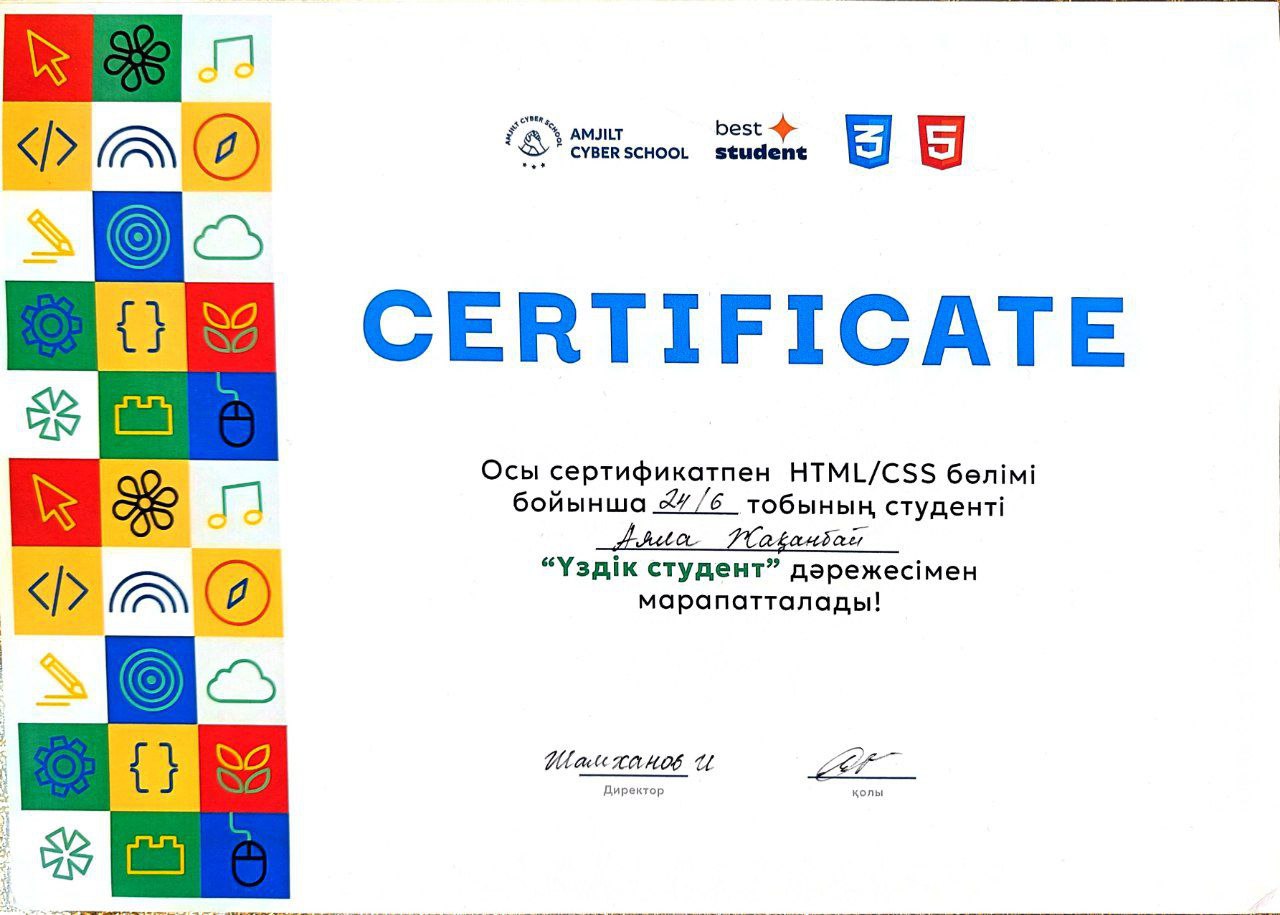 AMJILT CYBER SCHOOL
AMJILT
CYBER SCHOOL
best
student
3
5
CERTIFICATE
Осы сертификатпен HTML/CSS бөлімі
бойынша 24/6 тобының студенті
Аяла Жақанбай
“Үздік студент” дәрежесімен
марапатталады!
Шамханов И
Директор
қолы